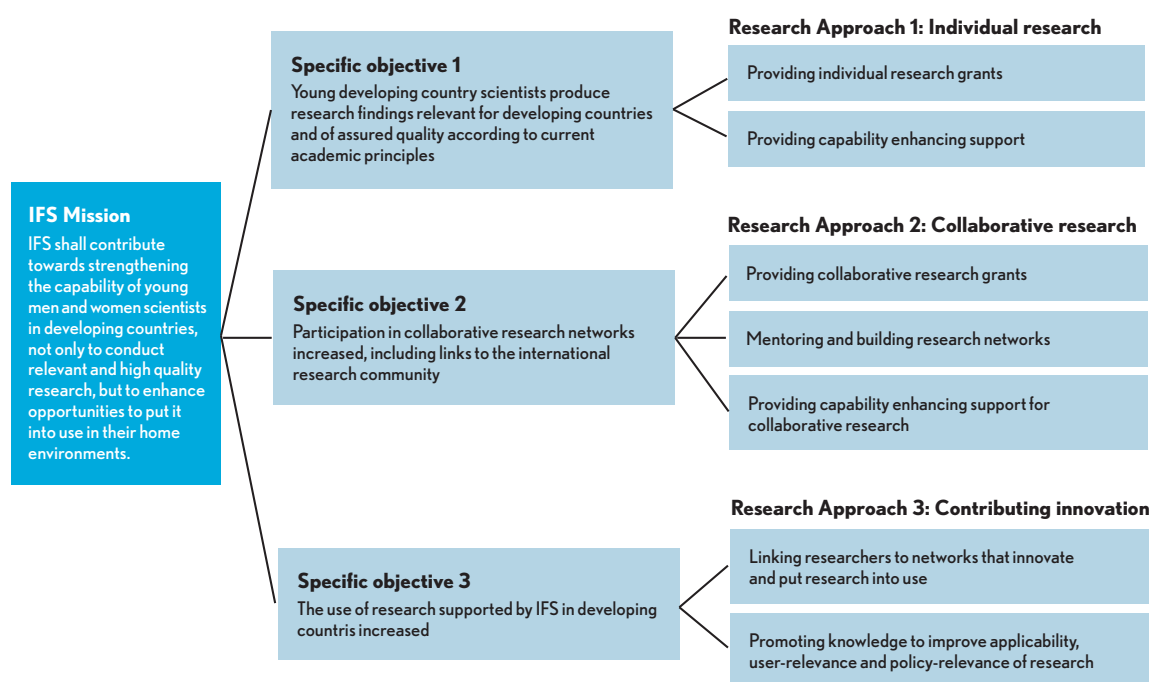 IFS Mission
IFS shall contribute
towards strengthening
the capability of young
men and women scientists
in developing countries,
not only to conduct
relevant and high quality
research, but to enhance
opportunities to put it
into use in their home
environments.
Specific objective 1
Young developing country scientists produce
research findings relevant for developing countries
and of assured quality according to current
academic principles
Research Approach 1: Individual research
Providing individual research grants
Providing capability enhancing support
Specific objective 2
Participation in collaborative research networks
increased, including links to the international
research community
Research Approach 2: Collaborative research
Providing collaborative research grants
Mentoring and building research networks
Providing capability enhancing support for
collaborative research
Specific objective 3
The use of research supported by IFS in developing
countris increased
Research Approach 3: Contributing innovation
Linking researchers to networks that innovate
and put research into use
Promoting knowledge to improve applicability,
user-relevance and policy-relevance of research